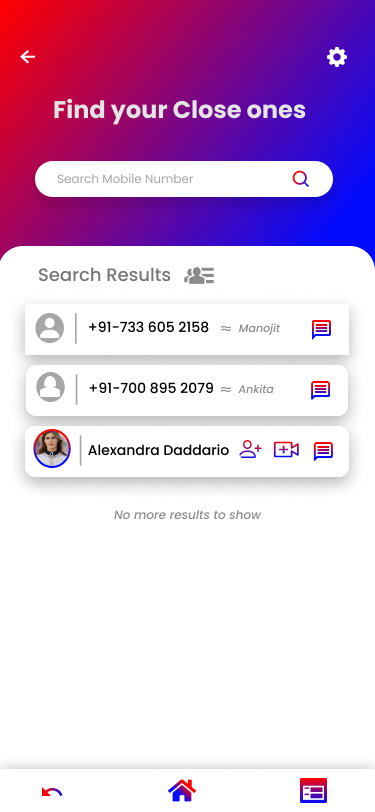 Find your Close ones
Search Mobile Number
Search Results
+91-733 605 2158 ≈ Manojit
+91-700 895 2079 ≈ Ankita
Alexandra Daddario
No more results to show